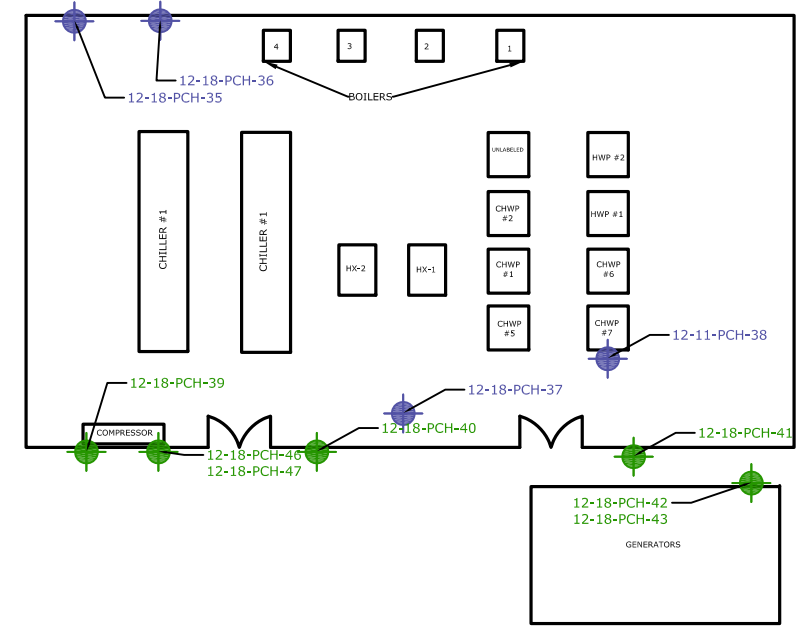 4
3
2
1
12-18-PCH-36
12-18-PCH-35
BOILERS
CHILLER #1
CHILLER #1
UNLABELED
HWP #2
CHWP
#2
HWP #1
HX-2
HX-1
CHWP
#1
CHWP
#6
CHWP
#5
CHWP
#7
12-11-PCH-38
12-18-PCH-39
12-18-PCH-37
COMPRESSOR
12-18-PCH-40
12-18-PCH-41
12-18-PCH-46
12-18-PCH-47
12-18-PCH-42
12-18-PCH-43
GENERATORS